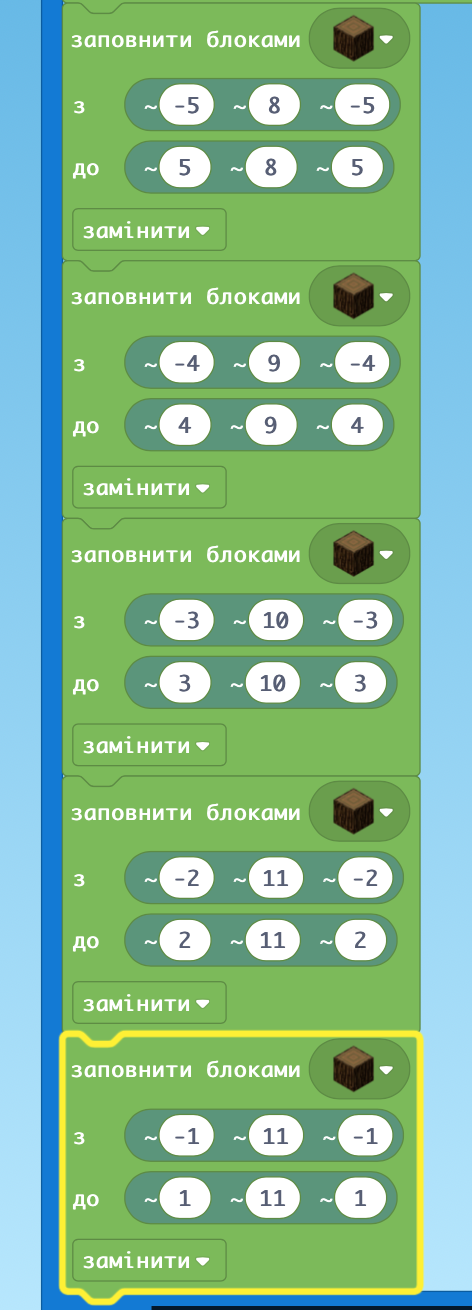 заповнити блоками
з ~ -5 ~ 8 ~ -5
до ~ 5 ~ 8 ~ 5
замінити
заповнити блоками
з ~ -4 ~ 9 ~ -4
до ~ 4 ~ 9 ~ 4
замінити
заповнити блоками
з ~ -3 ~ 10 ~ -3
до ~ 3 ~ 10 ~ 3
замінити
заповнити блоками
з ~ -2 ~ 11 ~ -2
до ~ 2 ~ 11 ~ 2
замінити
заповнити блоками
з ~ -1 ~ 11 ~ -1
до ~ 1 ~ 11 ~ 1
замінити